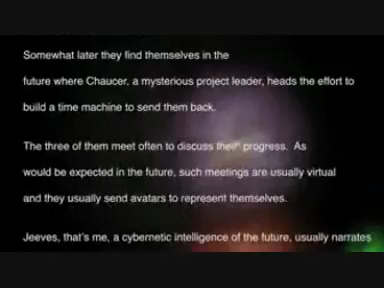 Somewhat later they find themselves in the
future where Chaucer, a mysterious project leader, heads the effort to
build a time machine to send them back.
The three of them meet often to discuss their progress. As
would be expected in the future, such meetings are usually virtual
and they usually send avatars to represent themselves.
Jeeves, that's me, a cybernetic intelligence of the future, usually narrates